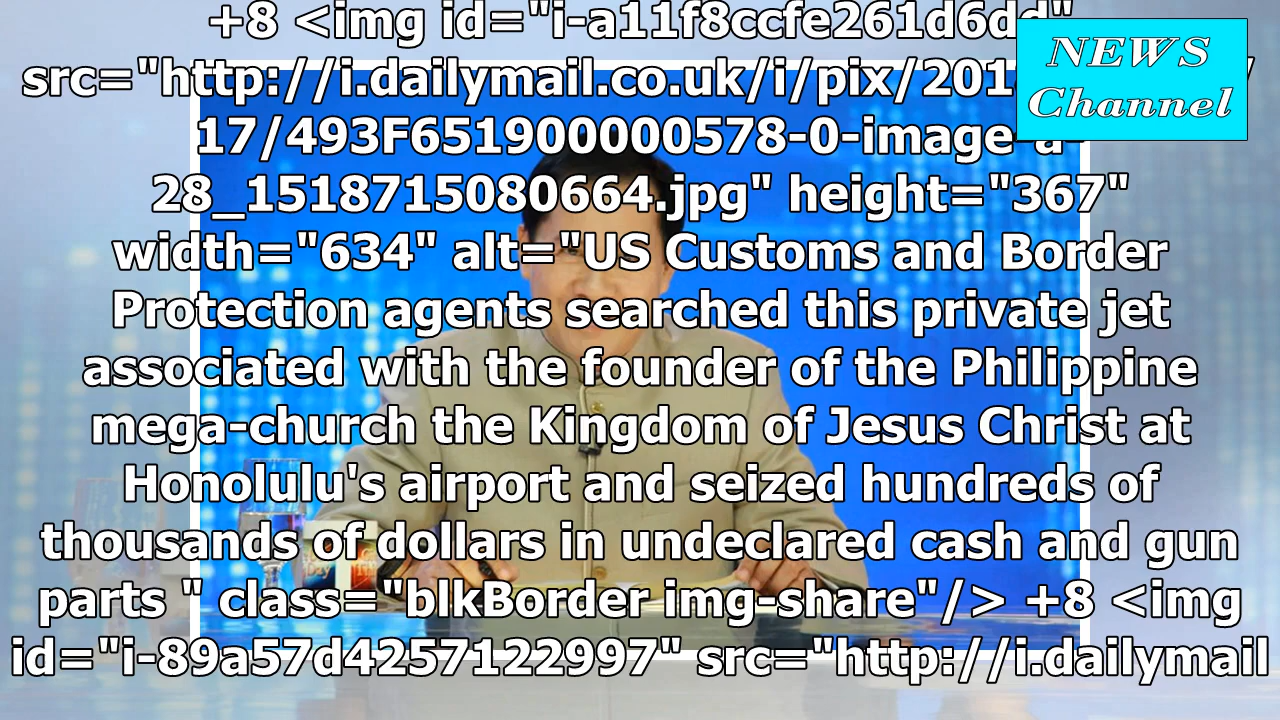 +8 <img id="i-a11f8ccfe261d6dd"
src="http://i.dailymail.co.uk/i/pix/201
NEWS
Channel
17/493F651900000578-0-image-a-
28_1518715080664.jpg" height="367"
width="634" alt="US Customs and Border
Protection agents searched this private jet
associated with the founder of the Philippine
mega-church the Kingdom of Jesus Christ at
Honolulu's airport and seized hundreds of
thousands of dollars in undeclared cash and gun
parts " class="blkBorder img-share"/> +8 <img
id="i-89a57d4257122997" src="http://i.dailymail